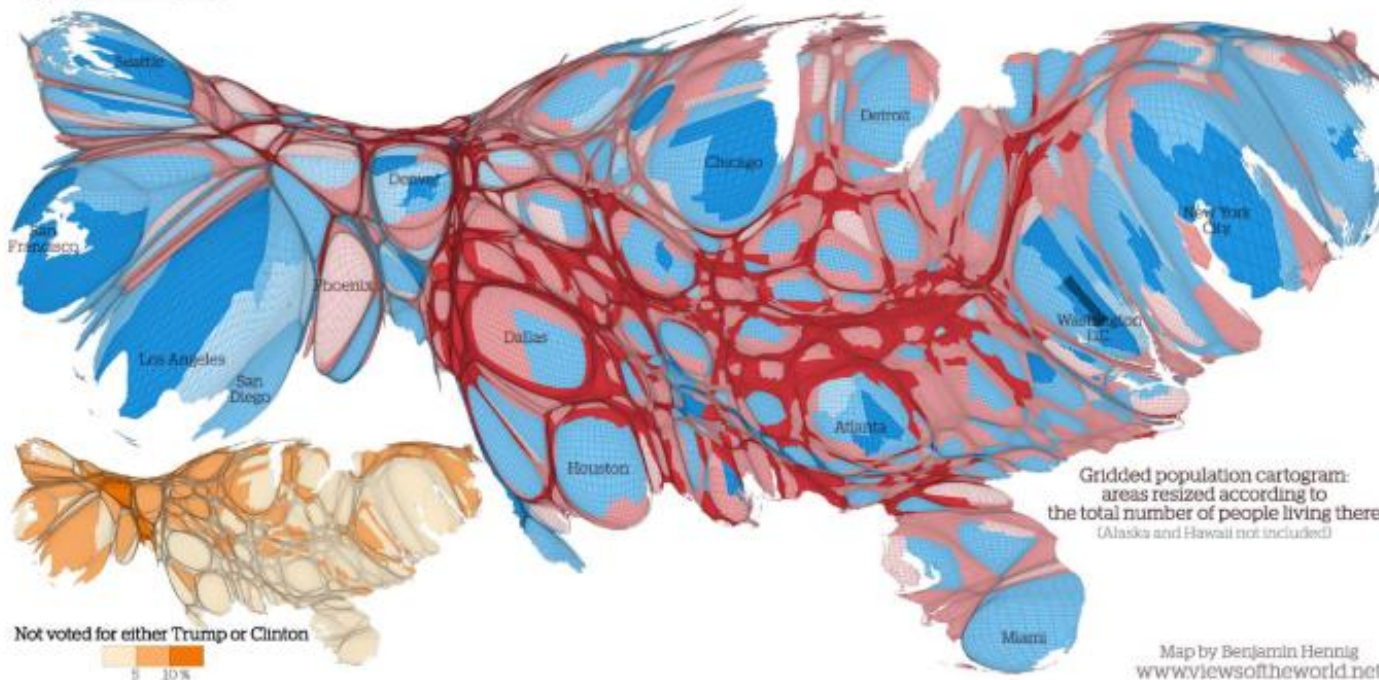 Seattle
Detroit
Chicago
Denver
New York
City
San
Francisco
Phoenix
Washington
D.C.
Dallas
Los Angeles
San
Diego
Atlanta
Houston
Gridded population cartogram:
areas resized according to
the total number of people living there
(Alaska and Hawaii not included)
Not voted for either Trump or Clinton
5 10 %
Miami
Map by Benjamin Hennig
www.viewsoftheworld.net